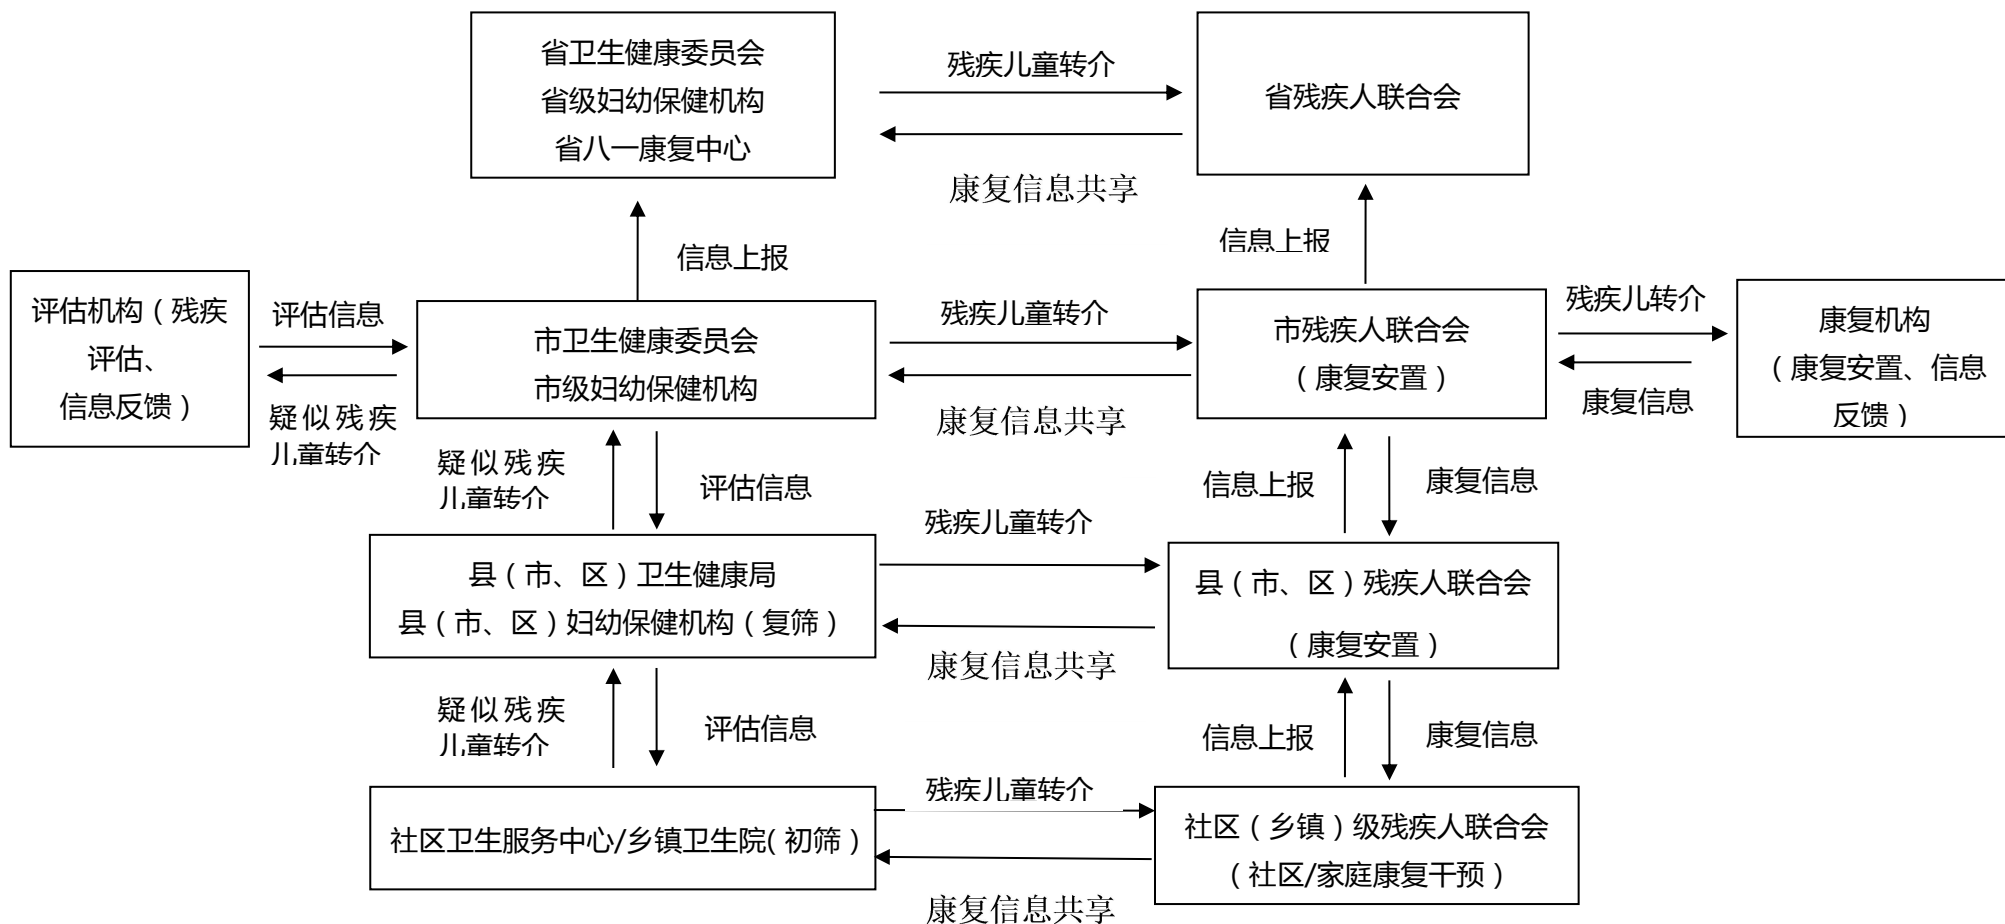 省卫生健康委员会
省级妇幼保健机构
省八一康复中心
残疾儿童转介
康复信息共享
省残疾人联合会
信息上报
信息上报
评估机构（残疾
评估、
信息反馈）
评估信息
疑似残疾
儿童转介
市卫生健康委员会
市级妇幼保健机构
残疾儿童转介
康复信息共享
市残疾人联合会
（康复安置）
残疾儿转介
康复信息
康复机构
（康复安置、信息
反馈）
疑似残疾
儿童转介
评估信息
信息上报
康复信息
县（市、区）卫生健康局
县（市、区）妇幼保健机构（复筛）
残疾儿童转介
康复信息共享
县（市、区）残疾人联合会
（康复安置）
疑似残疾
儿童转介
评估信息
信息上报
康复信息
社区卫生服务中心/乡镇卫生院（初筛）
残疾儿童转介
康复信息共享
社区（乡镇）级残疾人联合会
（社区/家庭康复干预）